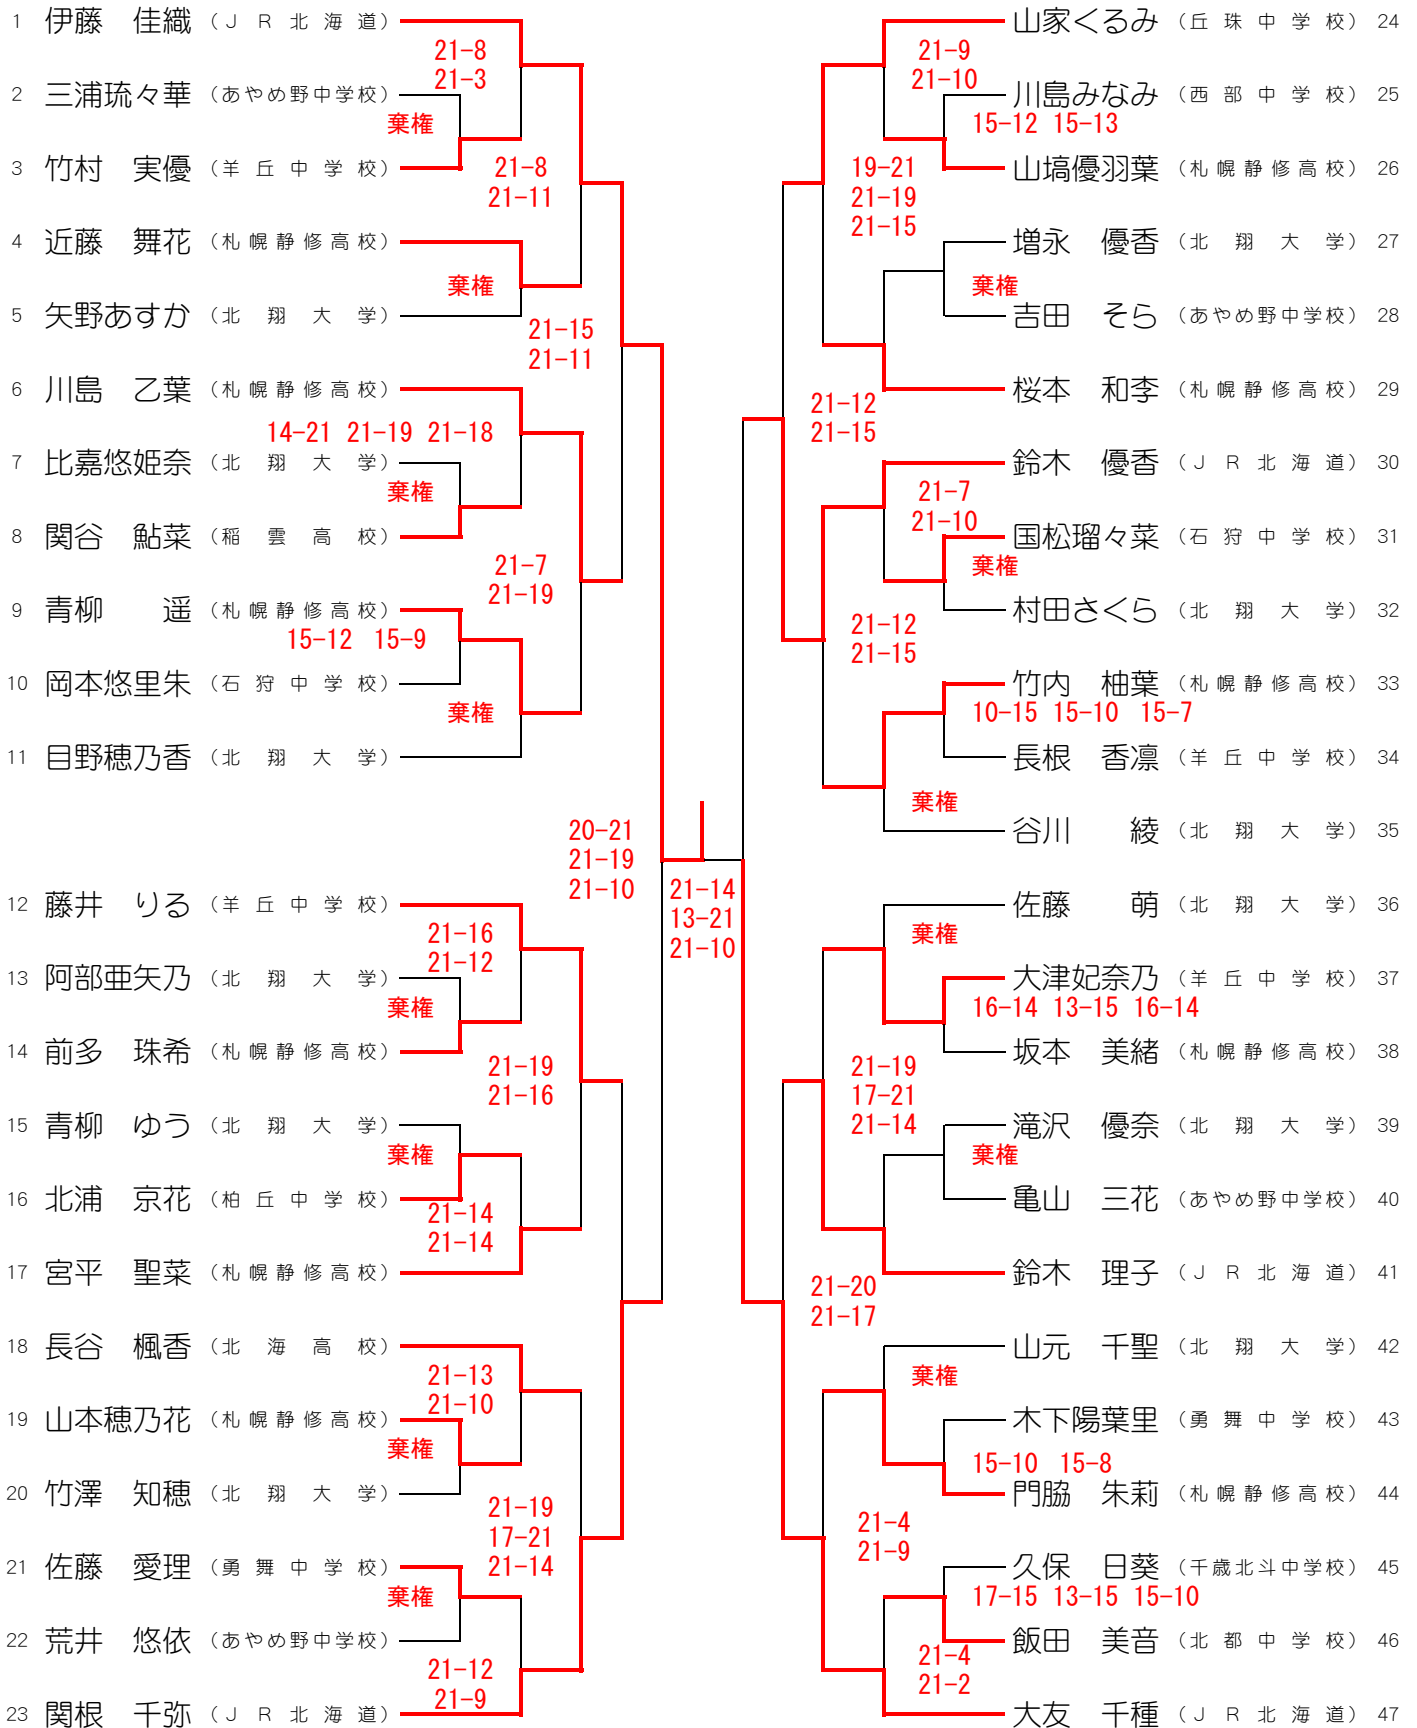 1 伊藤　佳織 （ＪＲ北海道）
21-8
21-3
2 三浦琉々華 （あやめ野中学校）
棄権
3 竹村　実優 （羊丘中学校）
21-8
21-11
4 近藤　舞花 （札幌静修高校）
棄権
5 矢野あすか （北翔大学）
21-15
21-11
6 川島　乙葉 （札幌静修高校）
14-21 21-19 21-18
7 比嘉悠姫奈 （北翔大学）
棄権
8 関谷　鮎菜 （稲雲高校）
21-7
21-19
9 青柳　　遥 （札幌静修高校）
15-12 15-9
10 岡本悠里朱 （石狩中学校）
棄権
11 目野穂乃香 （北翔大学）
20-21
21-19
21-10
12 藤井　りる （羊丘中学校）
21-16
21-12
13 阿部亜矢乃 （北翔大学）
棄権
14 前多　珠希 （札幌静修高校）
21-19
21-16
15 青柳　ゆう （北翔大学）
棄権
16 北浦　京花 （柏丘中学校）
21-14
21-14
17 宮平　聖菜 （札幌静修高校）
18 長谷　楓香 （北海高校）
21-13
21-10
19 山本穂乃花 （札幌静修高校）
棄権
20 竹澤　知穂 （北翔大学）
21-19
17-21
21-14
21 佐藤　愛理 （勇舞中学校）
棄権
22 荒井　悠依 （あやめ野中学校）
21-12
21-9
23 関根　千弥 （ＪＲ北海道）
21-14
13-21
21-10
山家くるみ （丘珠中学校） 24
21-9
21-10
川島みなみ （西部中学校） 25
15-12 15-13
山塙優羽葉 （札幌静修高校） 26
19-21
21-19
21-15
増永　優香 （北翔大学） 27
棄権
吉田　そら （あやめ野中学校） 28
桜本　和李 （札幌静修高校） 29
21-12
21-15
鈴木　優香 （ＪＲ北海道） 30
21-7
21-10
国松瑠々菜 （石狩中学校） 31
棄権
村田さくら （北翔大学） 32
21-12
21-15
竹内　柚葉 （札幌静修高校） 33
10-15 15-10 15-7
長根　香凛 （羊丘中学校） 34
棄権
谷川　　綾 （北翔大学） 35
佐藤　　萌 （北翔大学） 36
棄権
大津妃奈乃 （羊丘中学校） 37
16-14 13-15 16-14
坂本　美緒 （札幌静修高校） 38
21-19
17-21
21-14
滝沢　優奈 （北翔大学） 39
棄権
亀山　三花 （あやめ野中学校） 40
鈴木　理子 （ＪＲ北海道） 41
21-20
21-17
山元　千聖 （北翔大学） 42
棄権
木下陽葉里 （勇舞中学校） 43
15-10 15-8
門脇　朱莉 （札幌静修高校） 44
21-4
21-9
久保　日葵 （千歳北斗中学校） 45
17-15 13-15 15-10
飯田　美音 （北都中学校） 46
21-4
21-2
大友　千種 （ＪＲ北海道） 47